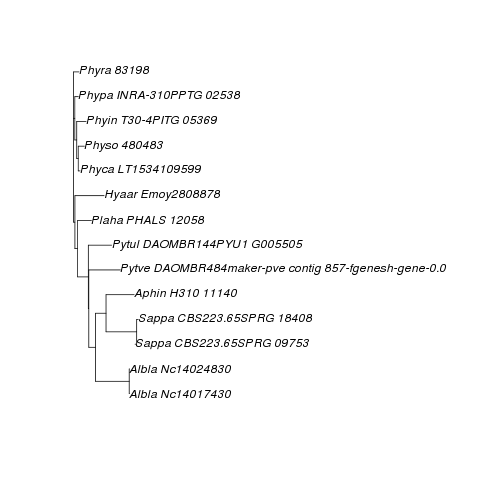 Phyra 83198
Phypa INRA-310PPTG 02538
Phyin T30-4PITG 05369
Physo 480483
Phyca LT1534109599
Hyaar Emoy2808878
Plaha PHALS 12058
Pytul DAOMBR144PYU1 G005505
Pytve DAOMBR484maker-pve contig 857-fgenesh-gene-0.0
Aphin H310 11140
Sappa CBS223.65SPRG 18408
Sappa CBS223.65SPRG 09753
Albla Nc14024830
Albla Nc14017430